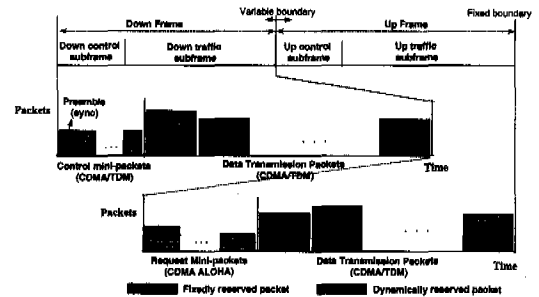 Variable boundary
Fixed boundary
Down Frame
Up Frame
Down control subframe
Down traffic subframe
Up control subframe
Up traffic subframe
Packets
Preamble (sync)
...
. . .
Control mini-packets (CDMA/TDM)
Data Transmission Packets (CDMA/TDM)
Time
Packets
...
. . .
Request Mini-packets (CDMA ALOHA)
Data Transmission Packets (CDMA/TDM)
Time
Fixedly reserved packet
Dynamically reserved packet